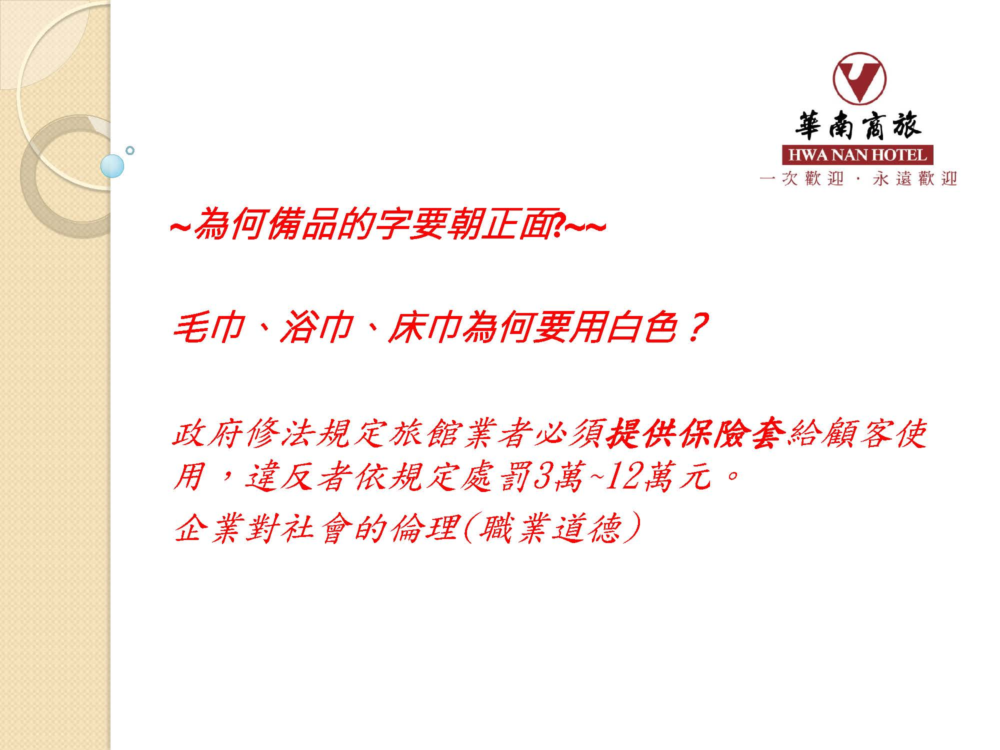 華南商旅
HWA NAN HOTEL
一次歡迎．永遠歡迎
~為何備品的字要朝正面?~~
毛巾、浴巾、床巾為何要用白色？
政府修法規定旅館業者必須提供保險套給顧客使
用，違反者依規定處罰3萬~12萬元。
企業對社會的倫理(職業道德)